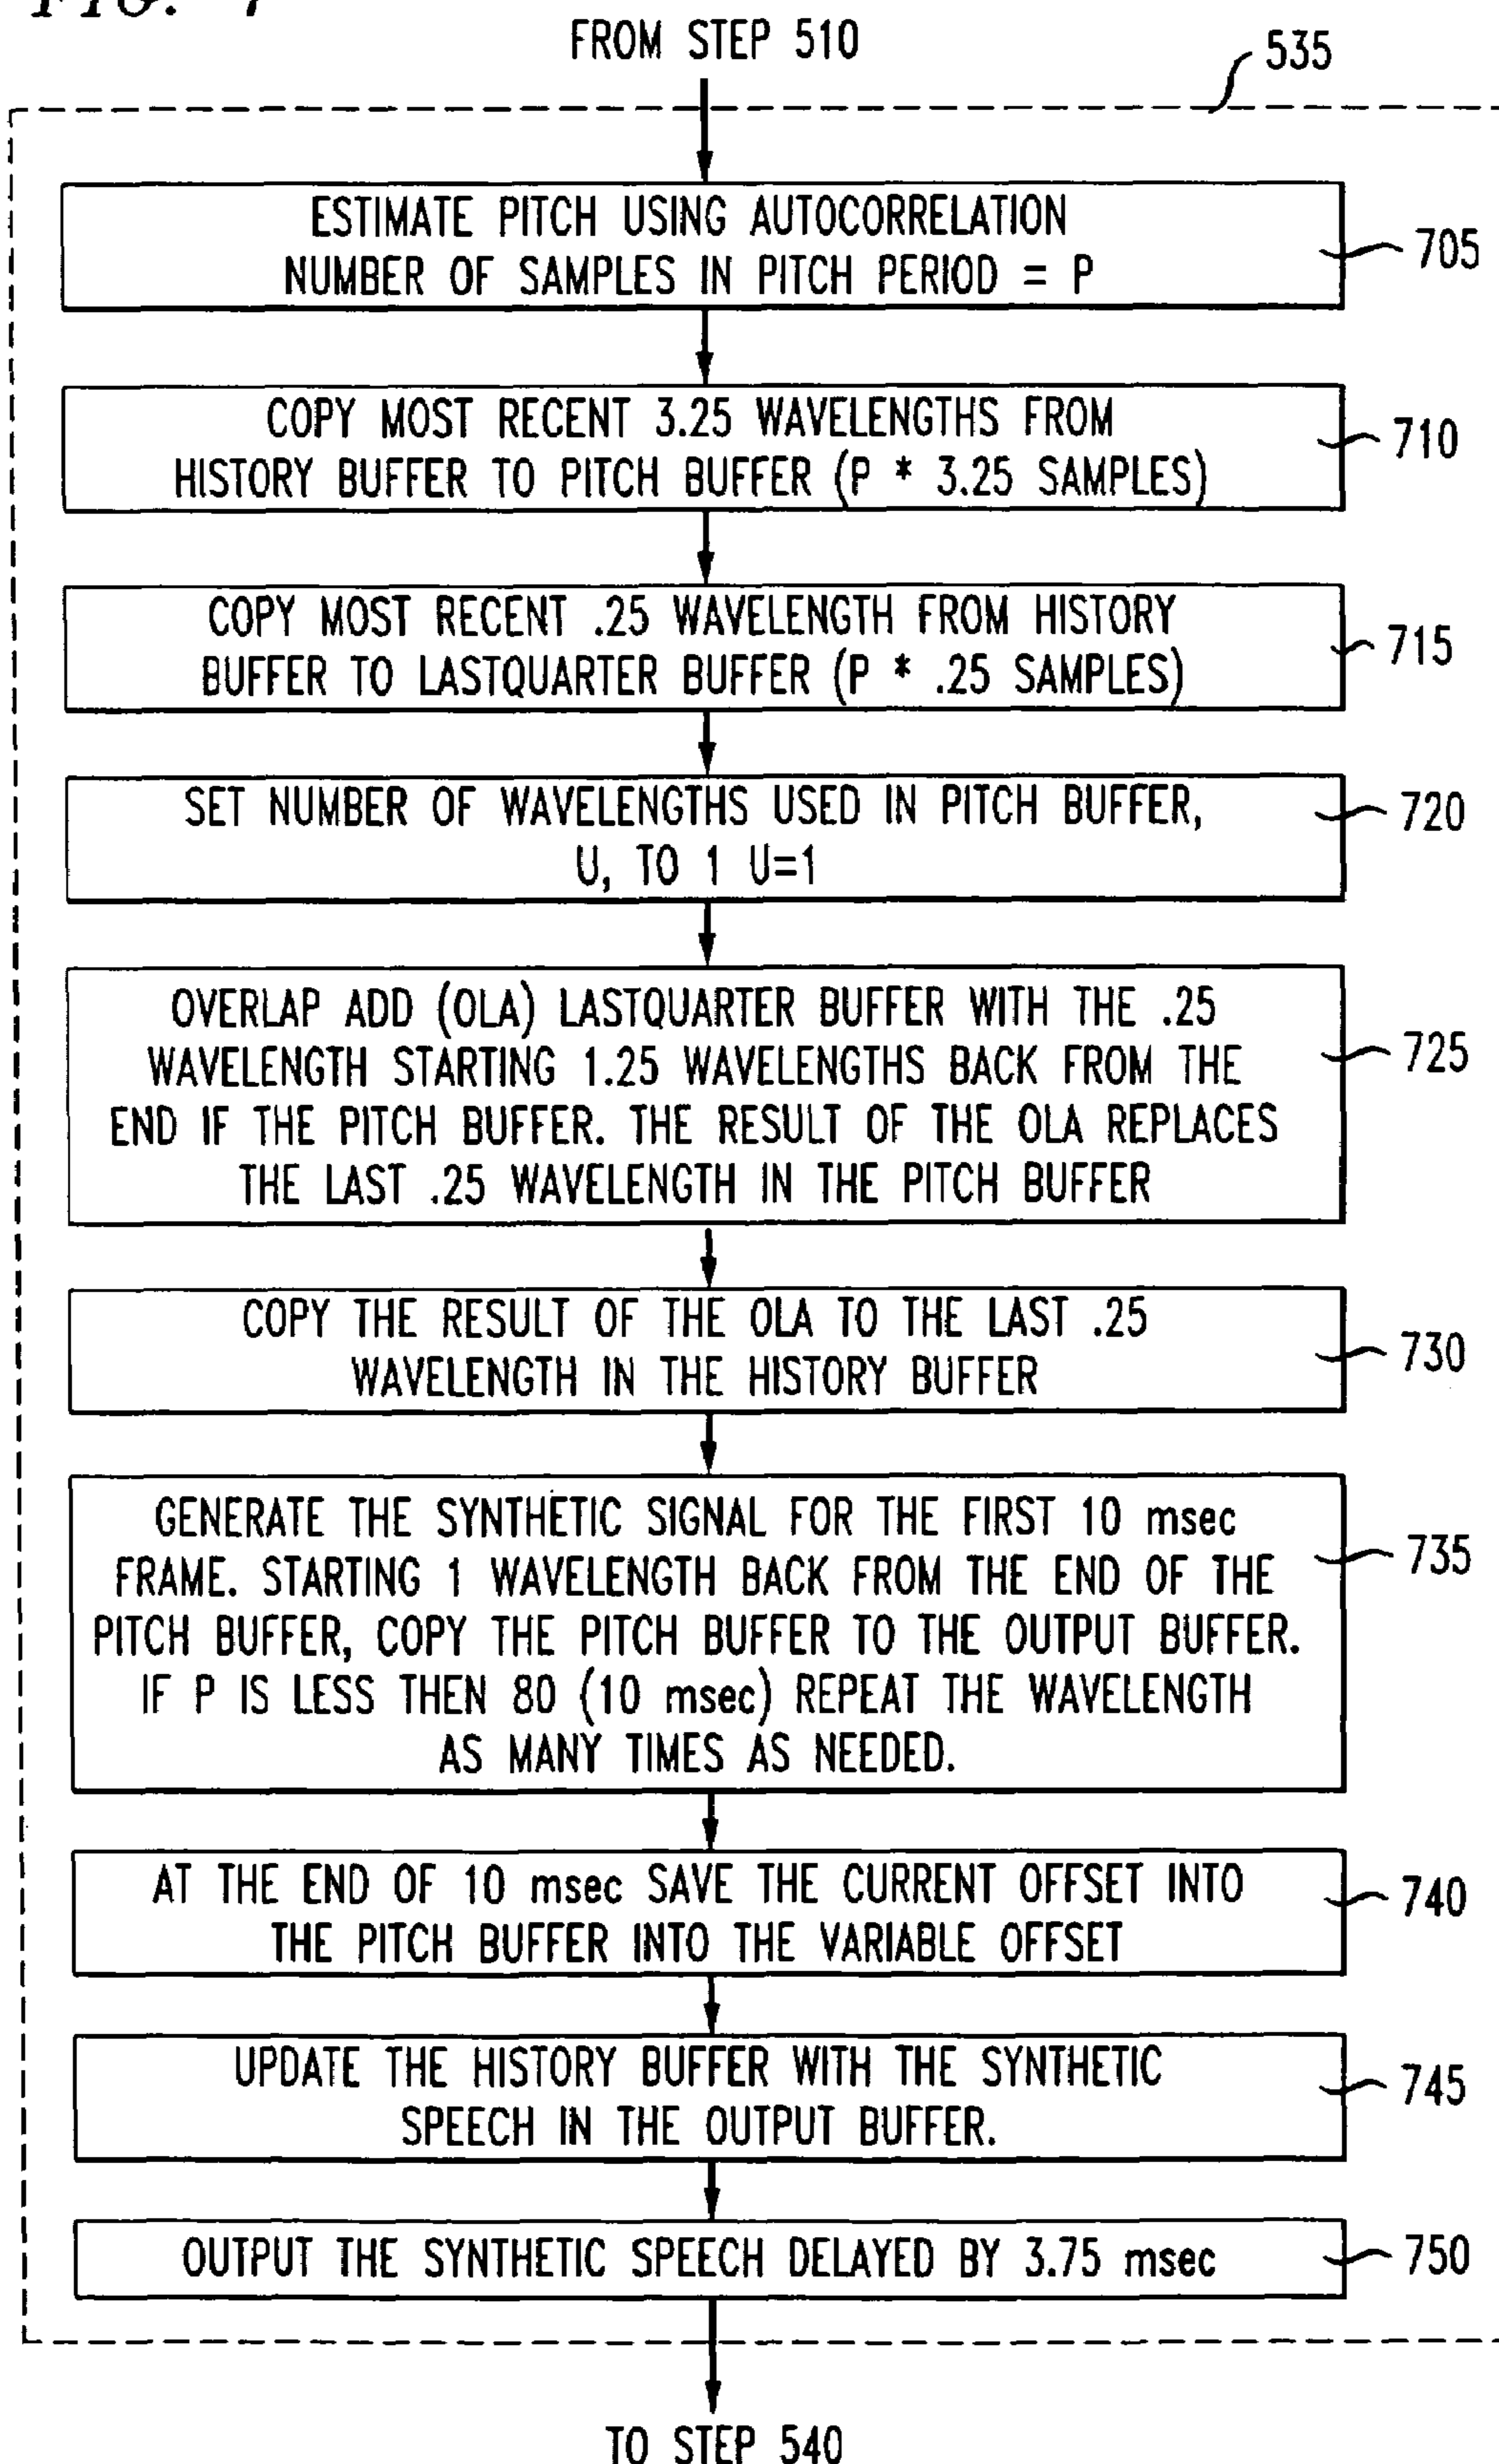 FIG. 7
FROM STEP 510
535
ESTIMATE PITCH USING AUTOCORRELATION
NUMBER OF SAMPLES IN PITCH PERIOD = P
705
COPY MOST RECENT 3.25 WAVELENGTHS FROM
HISTORY BUFFER TO PITCH BUFFER (P * 3.25 SAMPLES)
710
COPY MOST RECENT .25 WAVELENGTH FROM HISTORY
BUFFER TO LASTQUARTER BUFFER (P * .25 SAMPLES)
715
SET NUMBER OF WAVELENGTHS USED IN PITCH BUFFER,
U, TO 1 U=1
720
OVERLAP ADD (OLA) LASTQUARTER BUFFER WITH THE .25
WAVELENGTH STARTING 1.25 WAVELENGTHS BACK FROM THE
END IF THE PITCH BUFFER. THE RESULT OF THE OLA REPLACES
THE LAST .25 WAVELENGTH IN THE PITCH BUFFER
725
COPY THE RESULT OF THE OLA TO THE LAST .25
WAVELENGTH IN THE HISTORY BUFFER
730
GENERATE THE SYNTHETIC SIGNAL FOR THE FIRST 10 msec
FRAME. STARTING 1 WAVELENGTH BACK FROM THE END OF THE
PITCH BUFFER, COPY THE PITCH BUFFER TO THE OUTPUT BUFFER.
IF P IS LESS THEN 80 (10 msec) REPEAT THE WAVELENGTH
AS MANY TIMES AS NEEDED.
735
AT THE END OF 10 msec SAVE THE CURRENT OFFSET INTO
THE PITCH BUFFER INTO THE VARIABLE OFFSET
740
UPDATE THE HISTORY BUFFER WITH THE SYNTHETIC
SPEECH IN THE OUTPUT BUFFER.
745
OUTPUT THE SYNTHETIC SPEECH DELAYED BY 3.75 msec
750
TO STEP 540